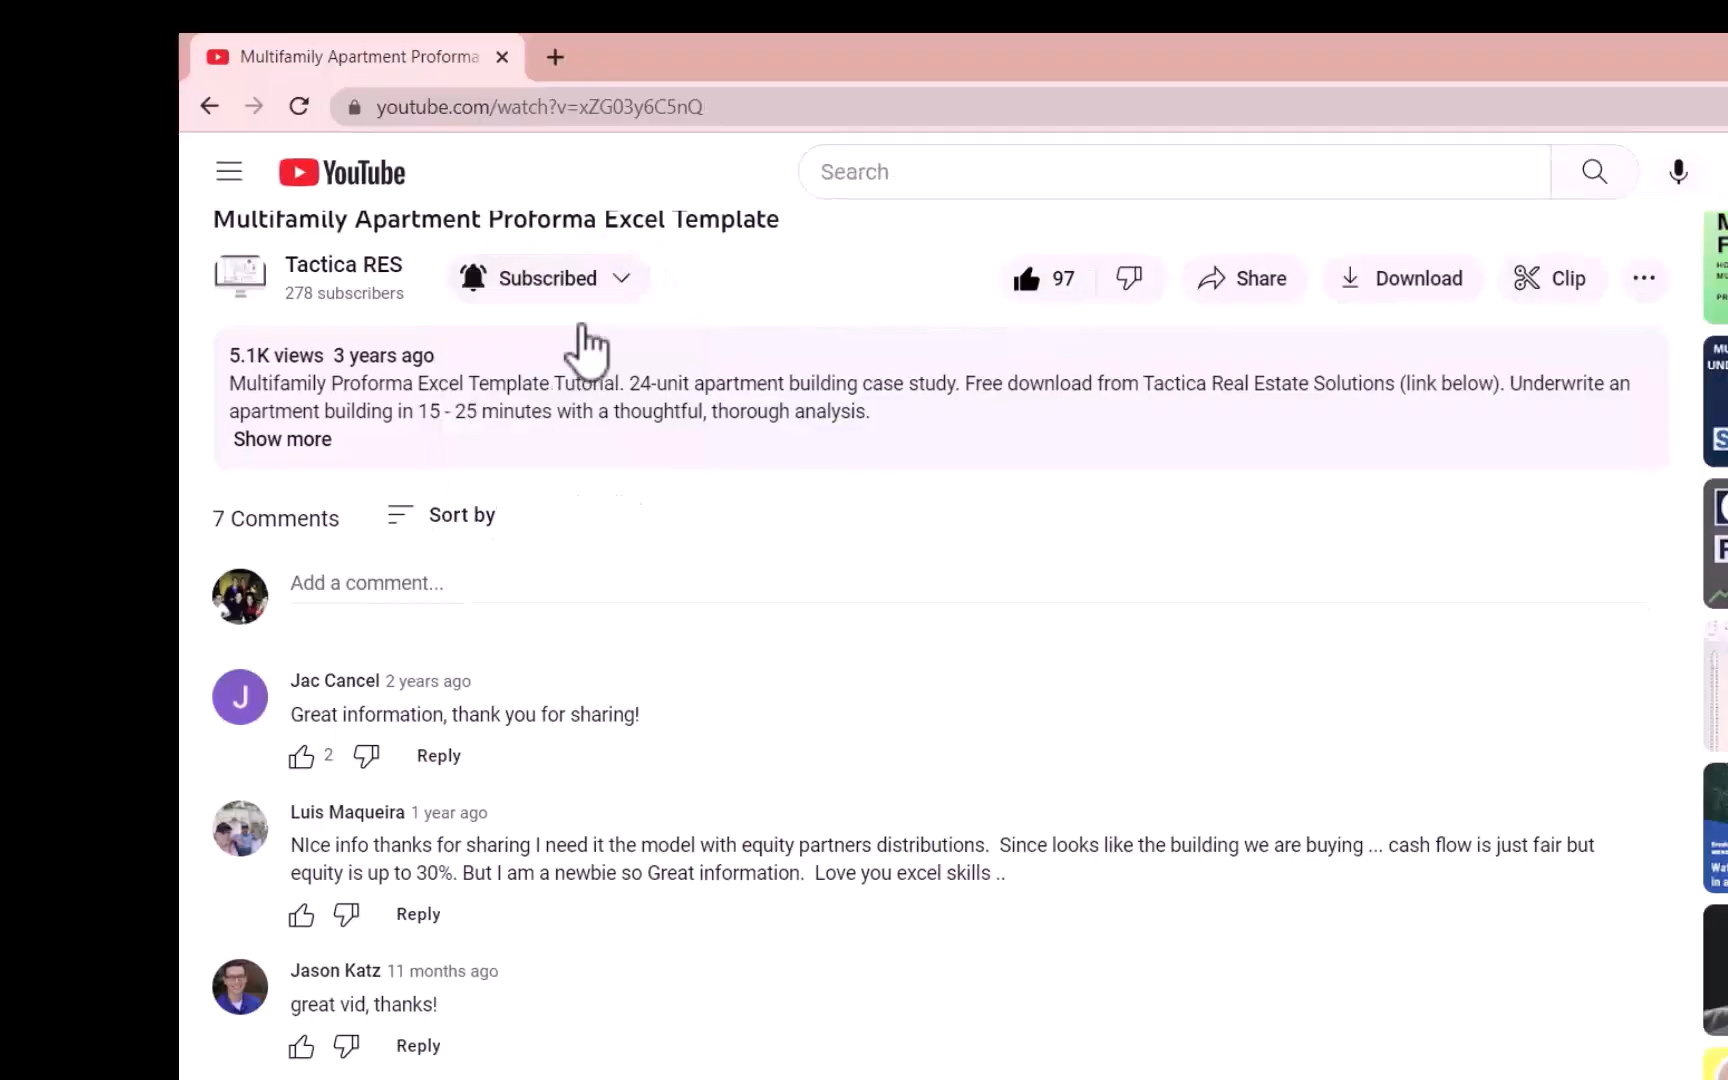 Multifamily Apartment Proforma
youtube.com/watch?v=xZG03y6C5nQ
YouTube
Search
Multifamily Apartment Proforma Excel Template
Tactica RES
278 subscribers
Subscribed
97
Share
Download
Clip
5.1K views 3 years ago
Multifamily Proforma Excel Template Tutorial. 24-unit apartment building case study. Free download from Tactica Real Estate Solutions (link below). Underwrite an
apartment building in 15 - 25 minutes with a thoughtful, thorough analysis.
Show more
7 Comments
Sort by
Add a comment...
J
Jac Cancel 2 years ago
Great information, thank you for sharing!
2
Reply
Luis Maqueira 1 year ago
NIce info thanks for sharing I need it the model with equity partners distributions. Since looks like the building we are buying ... cash flow is just fair but
equity is up to 30%. But I am a newbie so Great information. Love you excel skills ..
Reply
Jason Katz 11 months ago
great vid, thanks!
Reply